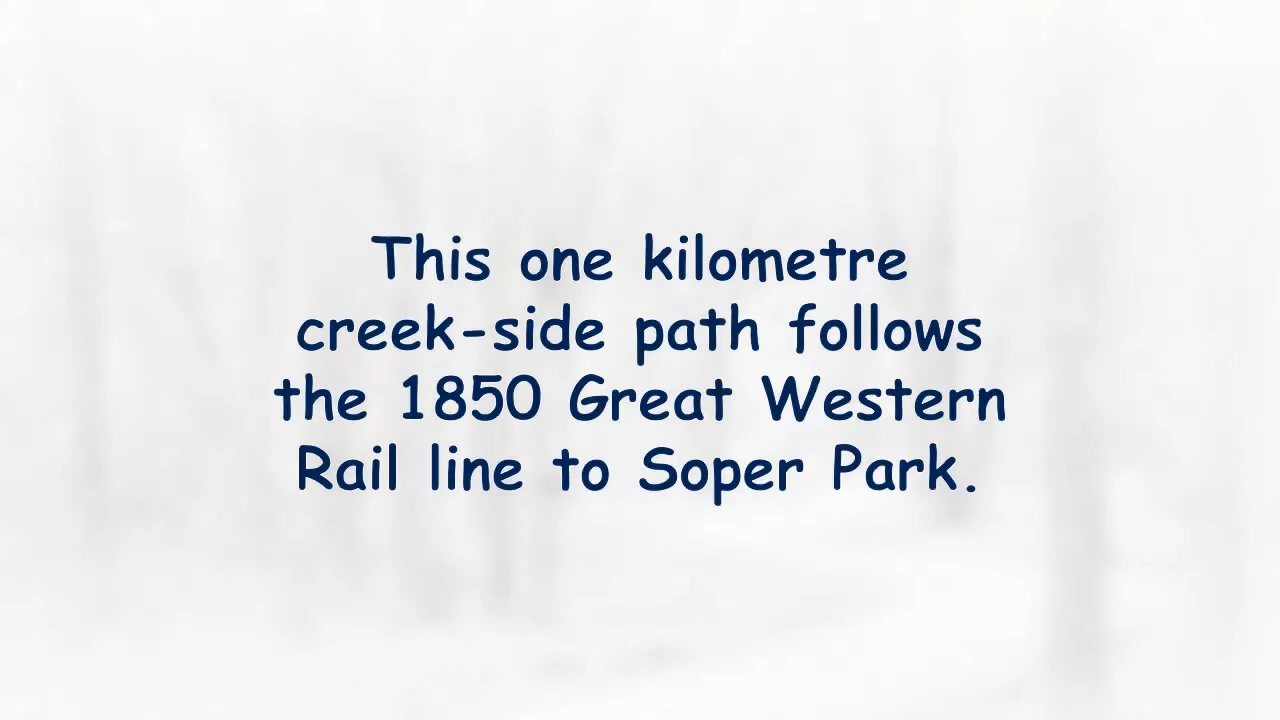 This one kilometre
creek-side path follows
the 1850 Great Western
Rail line to Soper Park.